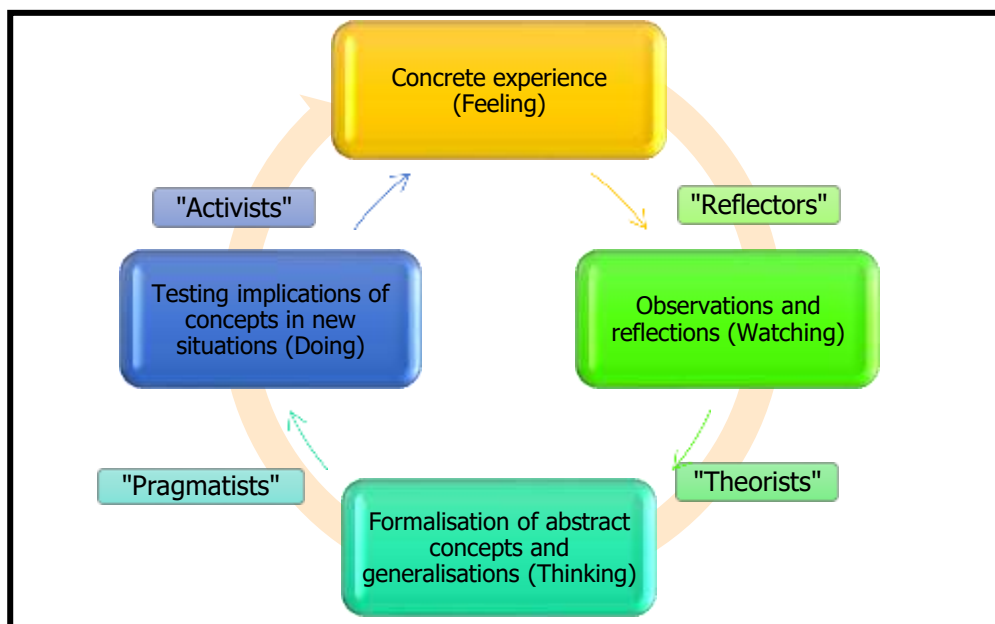 Concrete experience
(Feeling)
"Activists"
"Reflectors"
Testing implications of
concepts in new
situations (Doing)
Observations and
reflections (Watching)
"Pragmatists"
"Theorists"
Formalisation of abstract
concepts and
generalisations (Thinking)